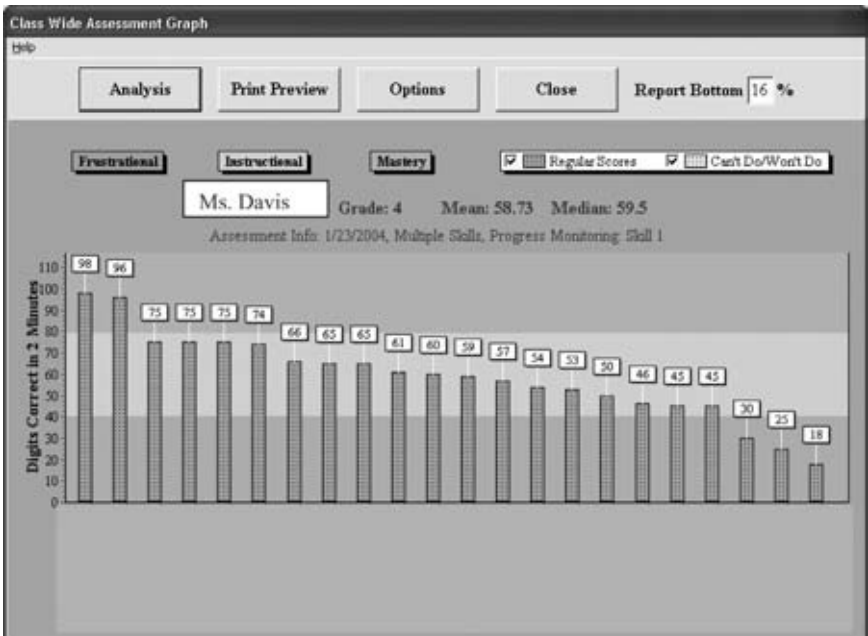 Class Wide Assessment Graph
Help
Analysis Print Preview Options Close Report Bottom 16 %
Frustrational Instructional Mastery Regular Scores Can't Do/Won't Do
Ms. Davis Grade: 4 Mean: 58.73 Median: 59.5
Assessment Info: 1/23/2004, Multiple Skills, Progress Monitoring: Skill 1
Digits Correct in 2 Minutes
110
100
90
80
70
60
50
40
30
20
10
0
98 96 75 75 75 74 66 65 65 61 60 59 57 54 53 50 46 45 45 30 25 18